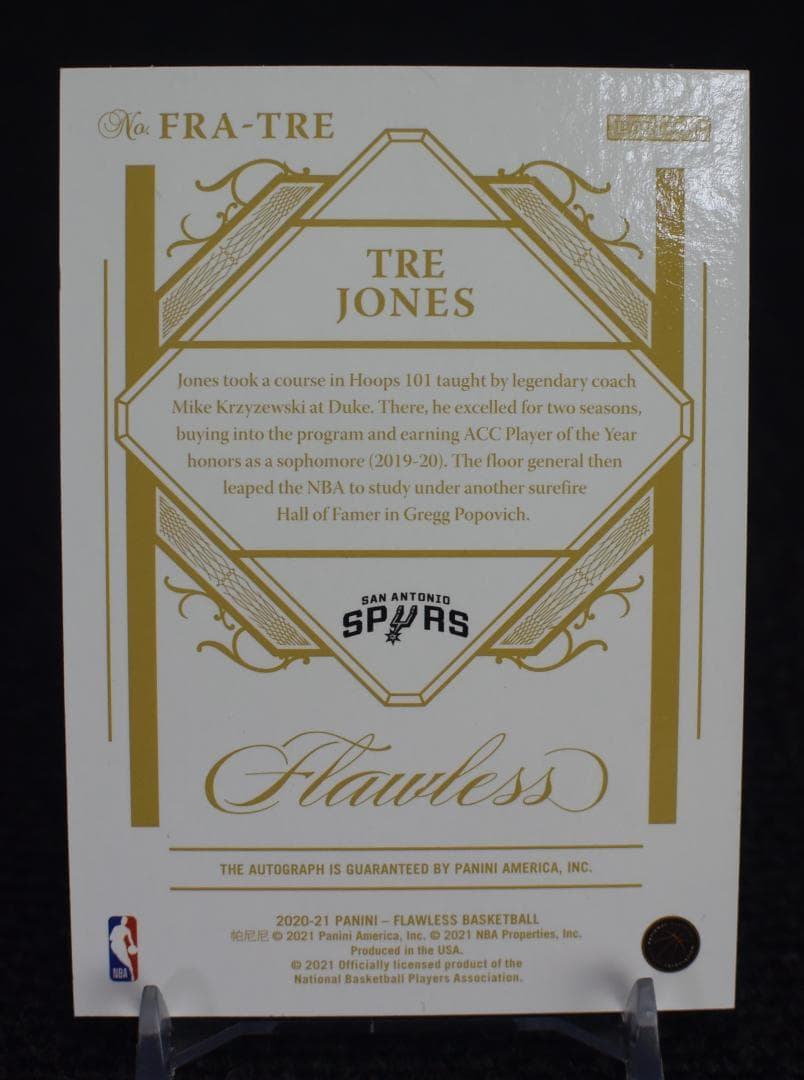 No. FRA-TRE
TRE
JONES
Jones took a course in Hoops 101 taught by legendary coach
Mike Krzyzewski at Duke. There, he excelled for two seasons,
buying into the program and earning ACC Player of the Year
honors as a sophomore (2019-20). The floor general then
leaped the NBA to study under another surefire
Hall of Famer in Gregg Popovich.
SAN ANTONIO
SPURS
Flawless
THE AUTOGRAPH IS GUARANTEED BY PANINI AMERICA, INC.
2020-21 PANINI – FLAWLESS BASKETBALL
帕尼尼 © 2021 Panini America, Inc. © 2021 NBA Properties, Inc.
Produced in the USA.
© 2021 Officially licensed product of the
National Basketball Players Association.
NBA